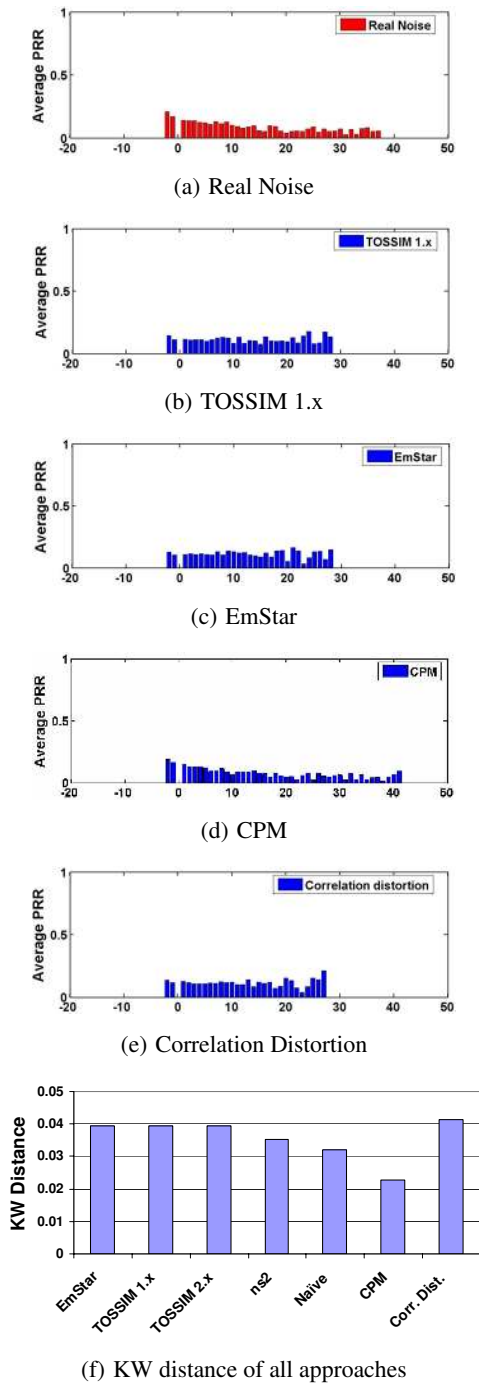 Average PRR
1
0.5
0
Real Noise
-20 -10 0 10 20 30 40 50
(a) Real Noise
Average PRR
1
0.5
0
TOSSIM 1.x
-20 -10 0 10 20 30 40 50
(b) TOSSIM 1.x
Average PRR
1
0.5
0
EmStar
-20 -10 0 10 20 30 40 50
(c) EmStar
Average PRR
1
0.5
0
CPM
-20 -10 0 10 20 30 40 50
(d) CPM
Average PRR
1
0.5
0
Correlation distortion
-20 -10 0 10 20 30 40 50
(e) Correlation Distortion
KW Distance
0.05
0.04
0.03
0.02
0.01
0
EmStar
TOSSIM 1.x
TOSSIM 2.x
ns2
Naïve
CPM
Corr. Dist.
(f) KW distance of all approaches